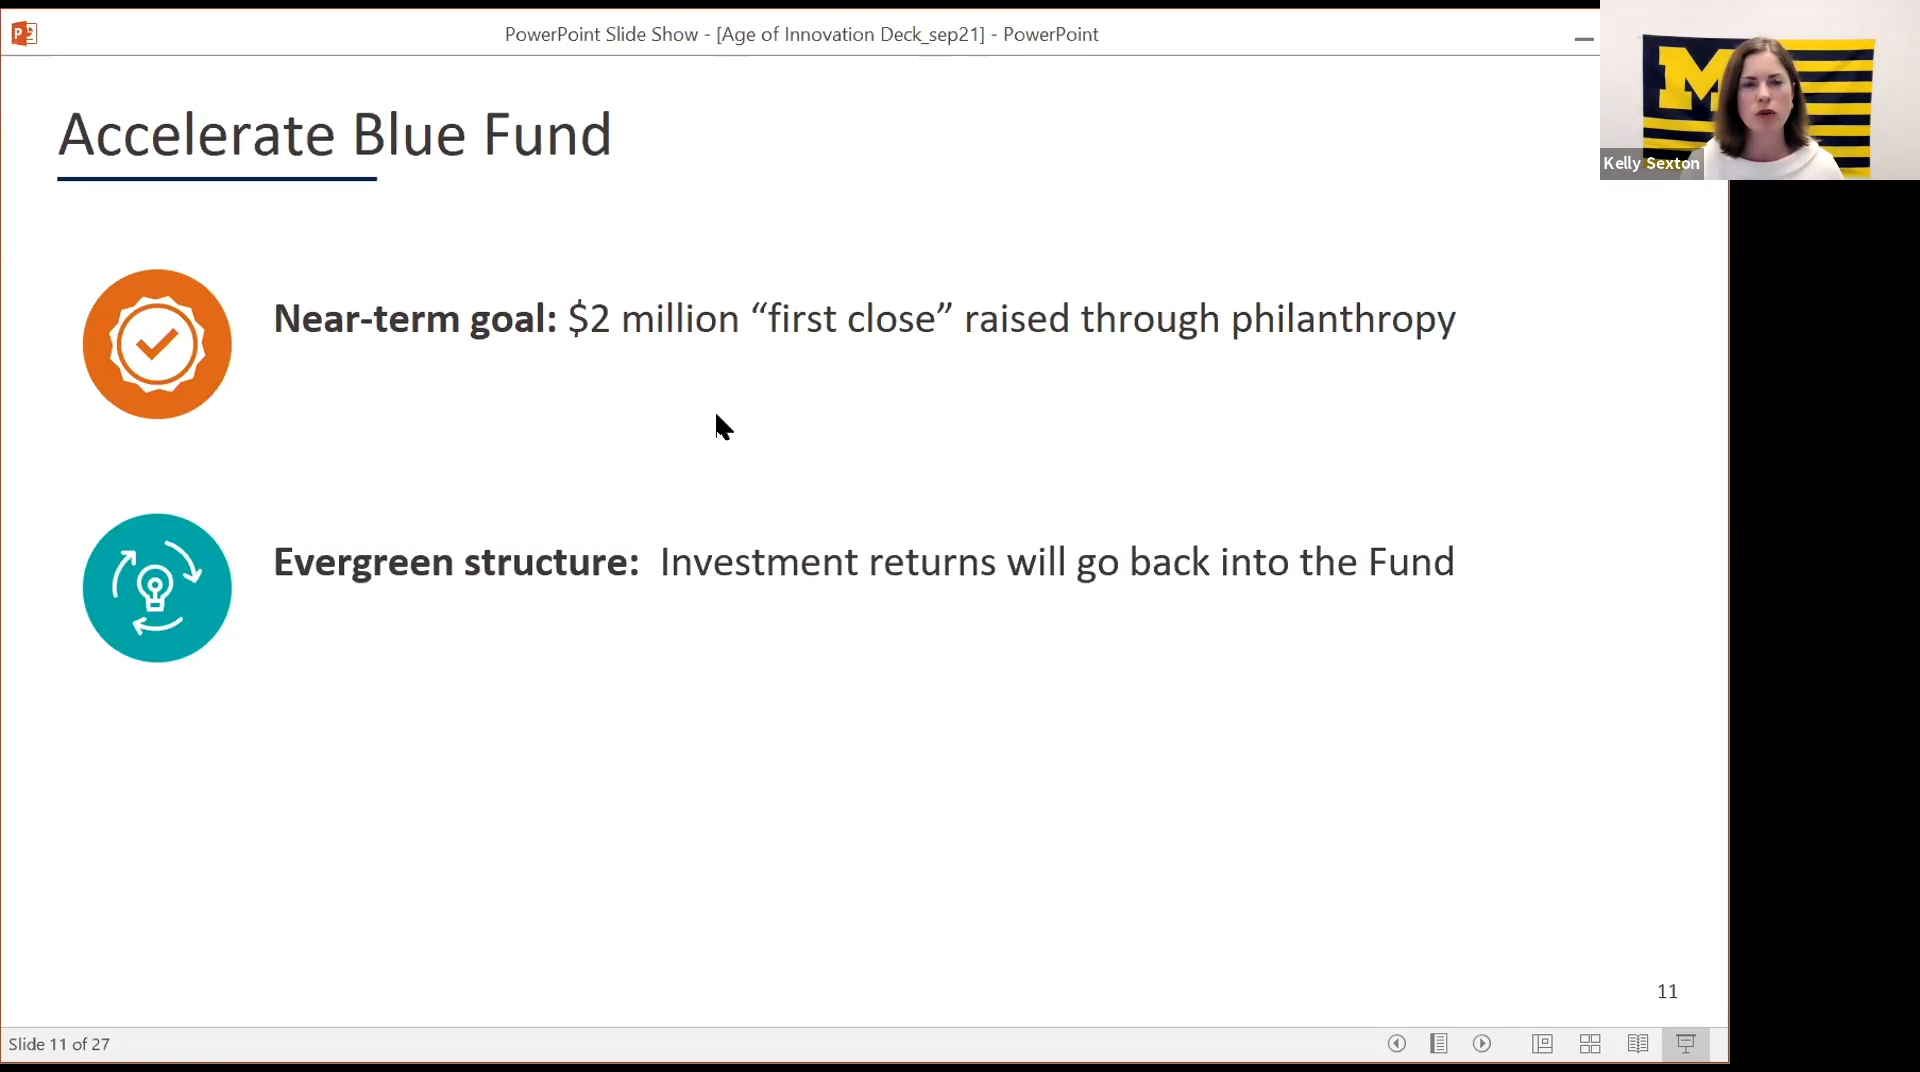 PowerPoint Slide Show - [Age of Innovation Deck_sep21] - PowerPoint
M
Kelly Sexton
Accelerate Blue Fund
Near-term goal: $2 million “first close” raised through philanthropy
Evergreen structure: Investment returns will go back into the Fund
11
Slide 11 of 27